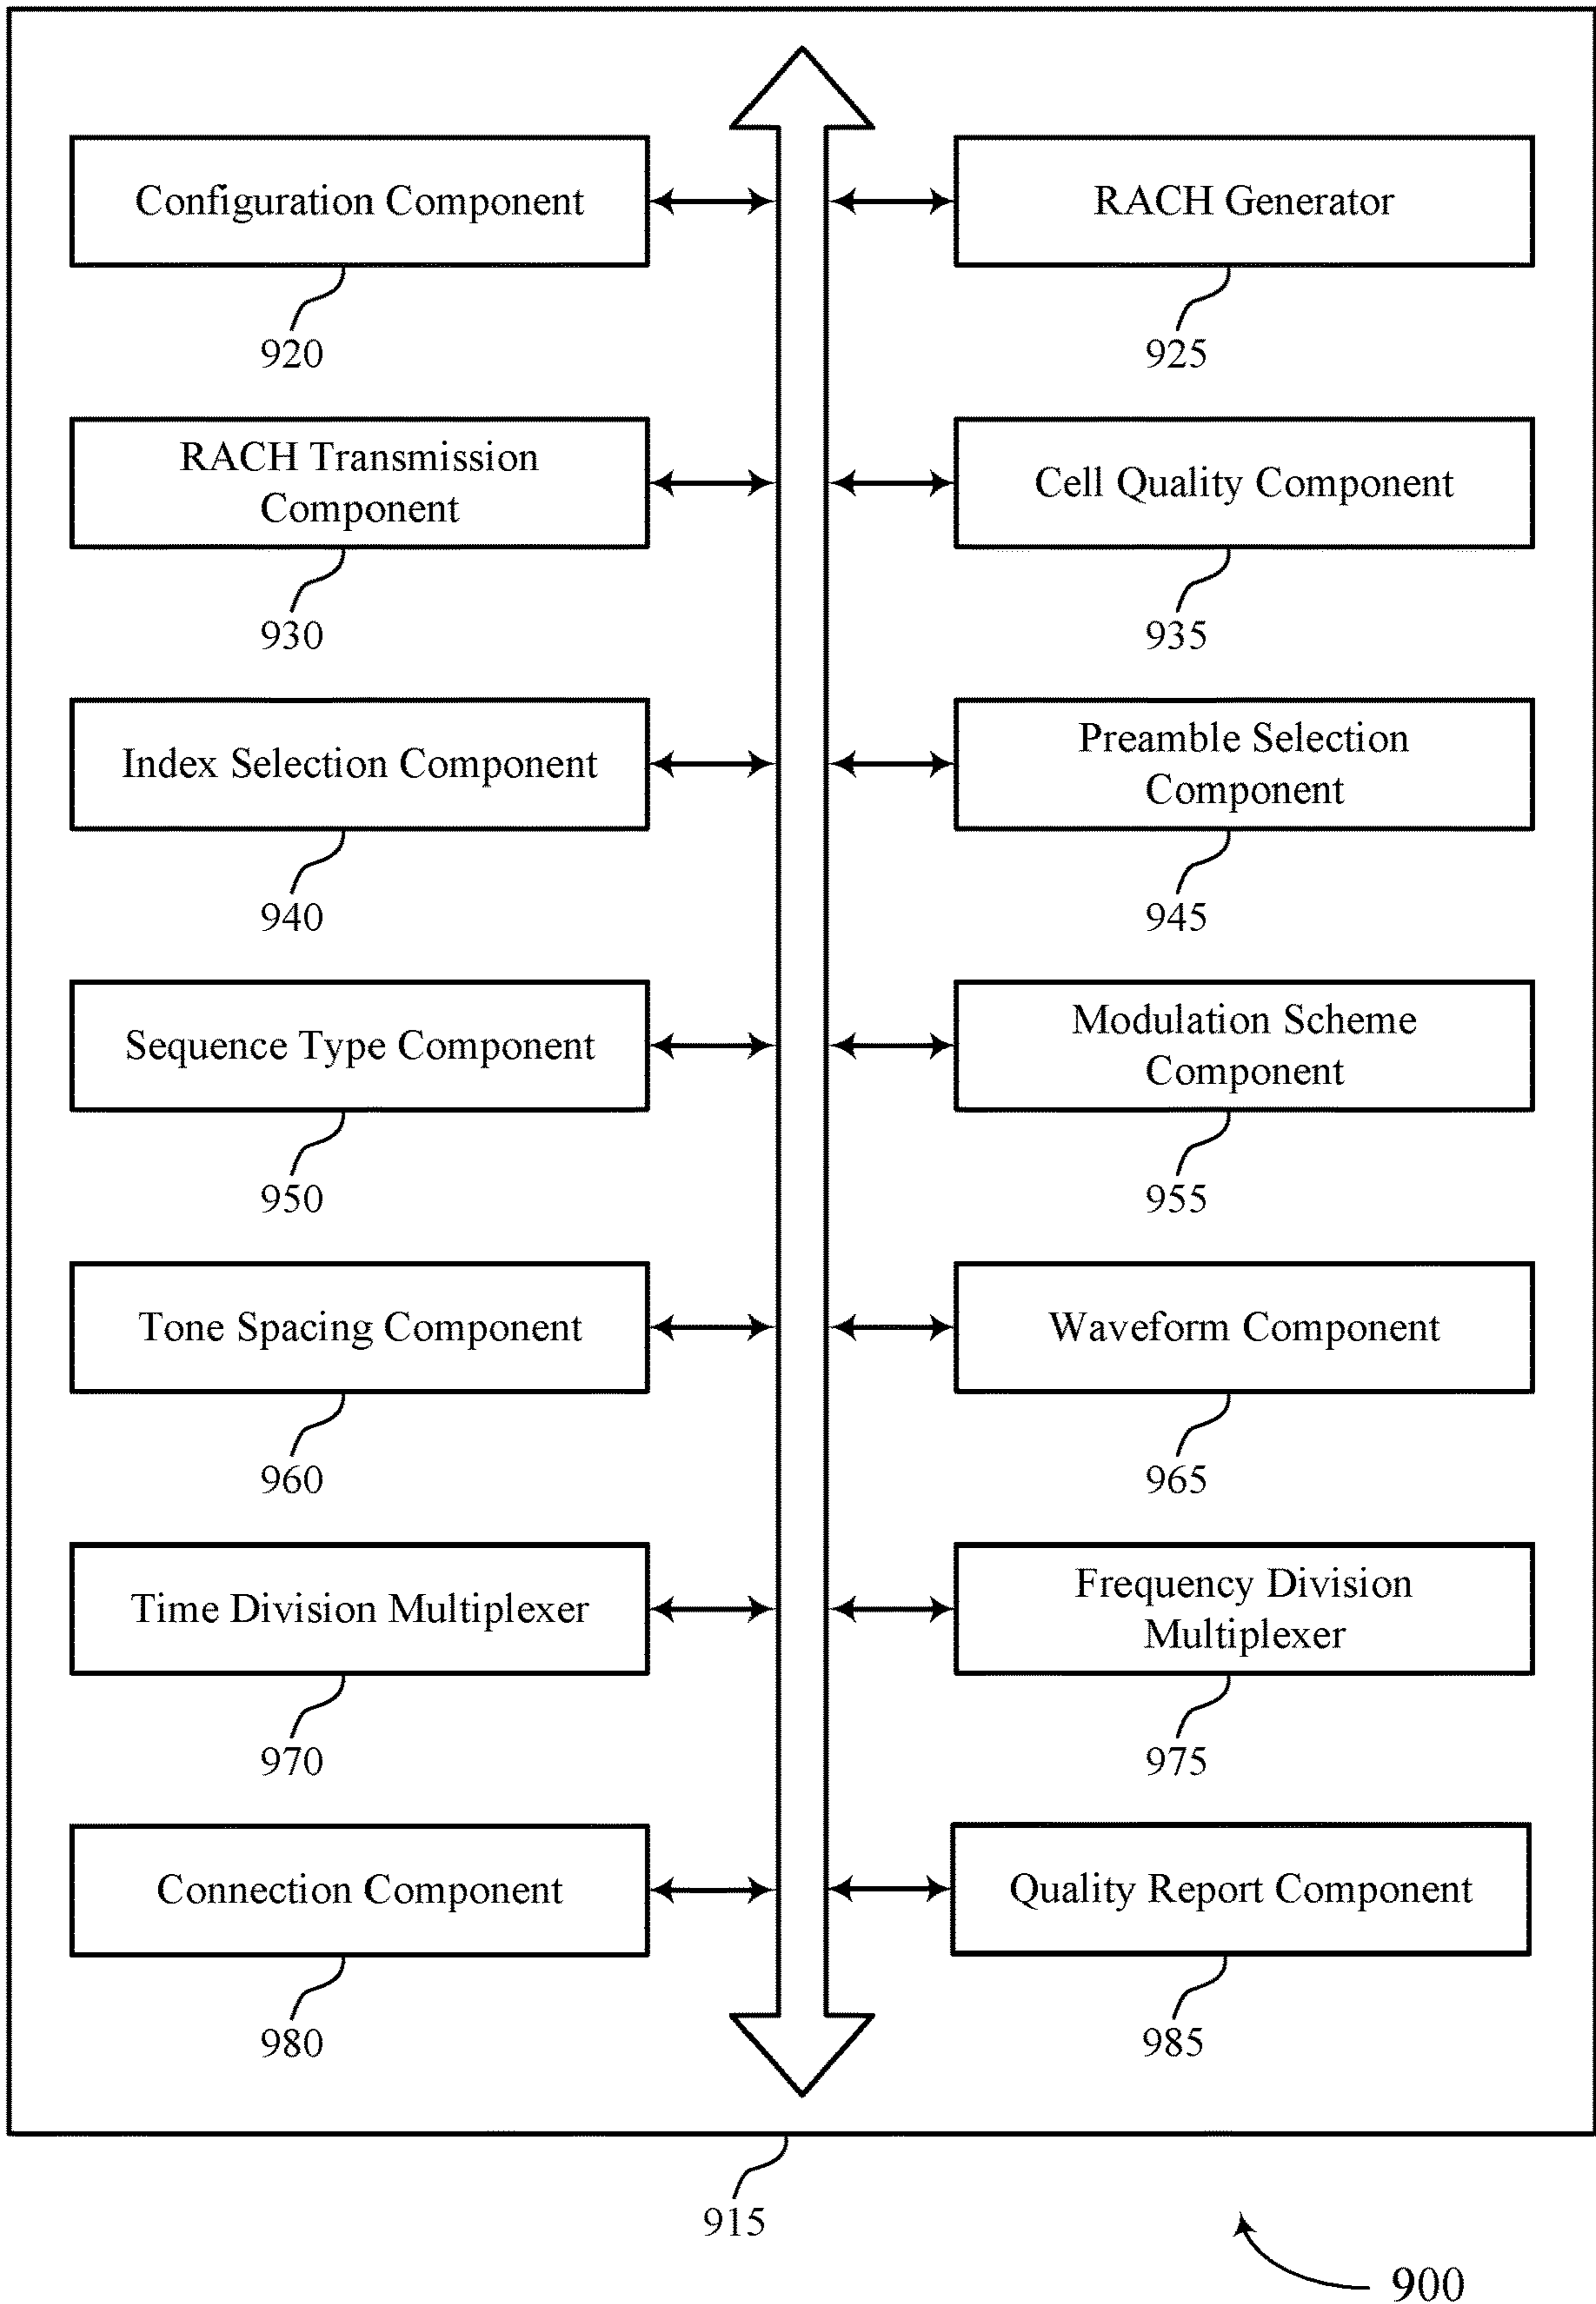 Configuration Component
RACH Generator
920
925
RACH Transmission
Component
Cell Quality Component
930
935
Index Selection Component
Preamble Selection
Component
940
945
Sequence Type Component
Modulation Scheme
Component
950
955
Tone Spacing Component
Waveform Component
960
965
Time Division Multiplexer
Frequency Division
Multiplexer
970
975
Connection Component
Quality Report Component
980
985
915
900